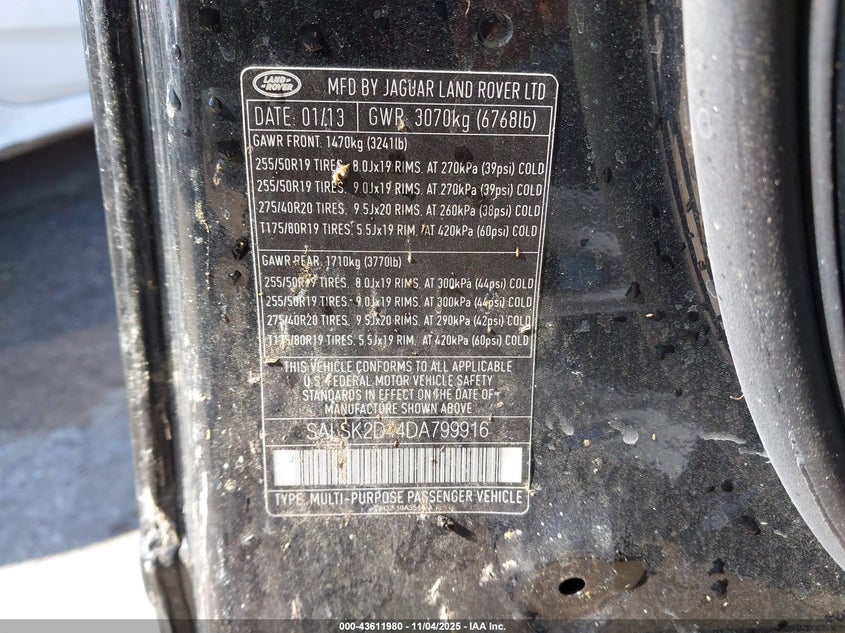 LAND ROVER
MFD BY JAGUAR LAND ROVER LTD
DATE: 01/13 GWR: 3070kg (6768lb)
GAWR FRONT: 1470kg (3241lb)
255/50R19 TIRES. 8.0Jx19 RIMS. AT 270kPa (39psi) COLD
255/50R19 TIRES. 9.0Jx19 RIMS. AT 270kPa (39psi) COLD
275/40R20 TIRES. 9.5Jx20 RIMS. AT 260kPa (38psi) COLD
T175/80R19 TIRES. 5.5Jx19 RIM. AT 420kPa (60psi) COLD
GAWR REAR: 1710kg (3770lb)
255/50R19 TIRES. 8.0Jx19 RIMS. AT 300kPa (44psi) COLD
255/50R19 TIRES. 9.0Jx19 RIMS. AT 300kPa (44psi) COLD
275/40R20 TIRES. 9.5Jx20 RIMS. AT 290kPa (42psi) COLD
T175/80R19 TIRES. 5.5Jx19 RIM. AT 420kPa (60psi) COLD
THIS VEHICLE CONFORMS TO ALL APPLICABLE
U.S. FEDERAL MOTOR VEHICLE SAFETY
STANDARDS IN EFFECT ON THE DATE OF
MANUFACTURE SHOWN ABOVE
TYPE: MULTI-PURPOSE PASSENGER VEHICLE
000-43611980 - 11/04/2025 - IAA Inc.